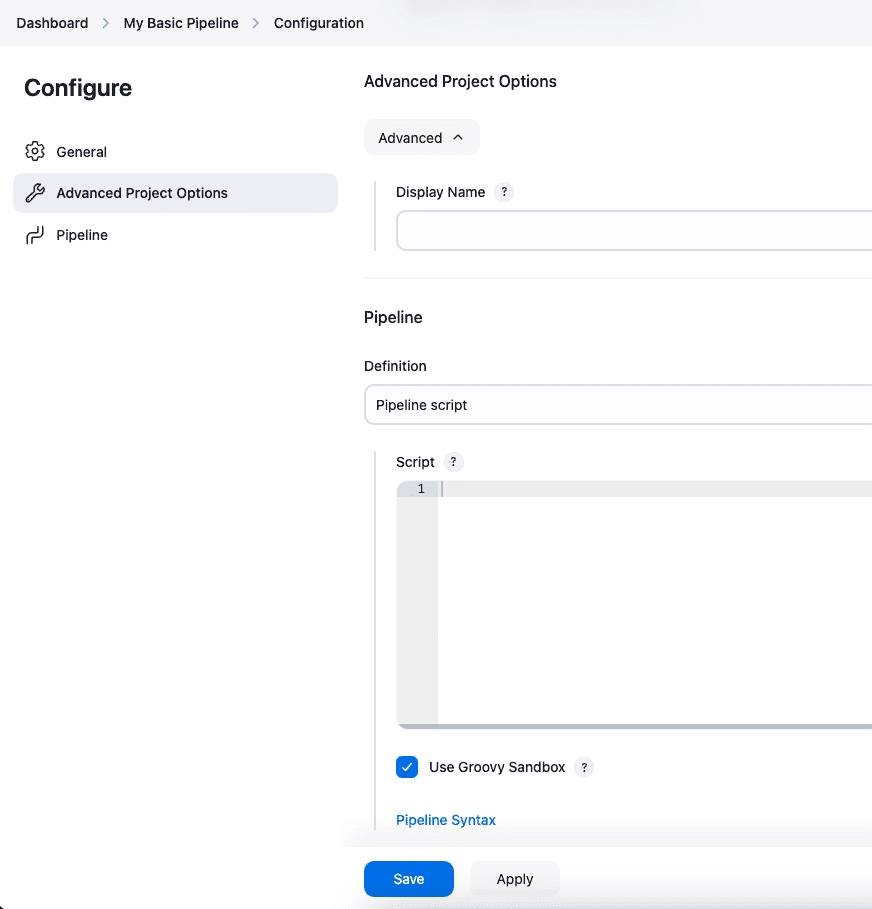 Dashboard > My Basic Pipeline > Configuration
Configure
General
Advanced Project Options
Pipeline
Advanced Project Options
Advanced
Display Name ?
Pipeline
Definition
Pipeline script
Script ?
1
Use Groovy Sandbox ?
Pipeline Syntax
Save Apply